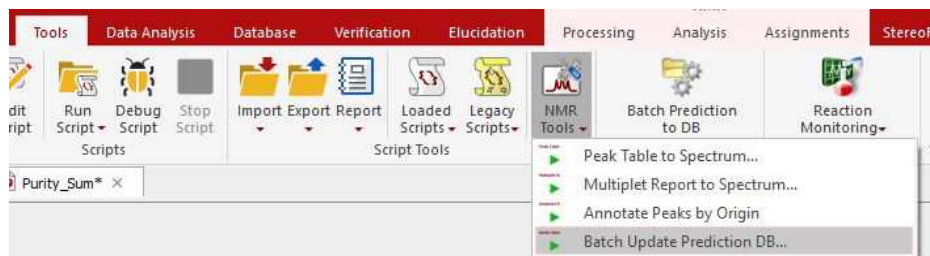 Tools Data Analysis Database Verification Elucidation Processing Analysis Assignments
Run Debug Stop Import Export Report Loaded Legacy NMR Batch Prediction Reaction
Script Script Script Scripts Scripts Tools to DB Monitoring
Scripts Script Tools
Peak Table to Spectrum...
Purity_Sum* ×
Multiplet Report to Spectrum...
Annotate Peaks by Origin
Batch Update Prediction DB...